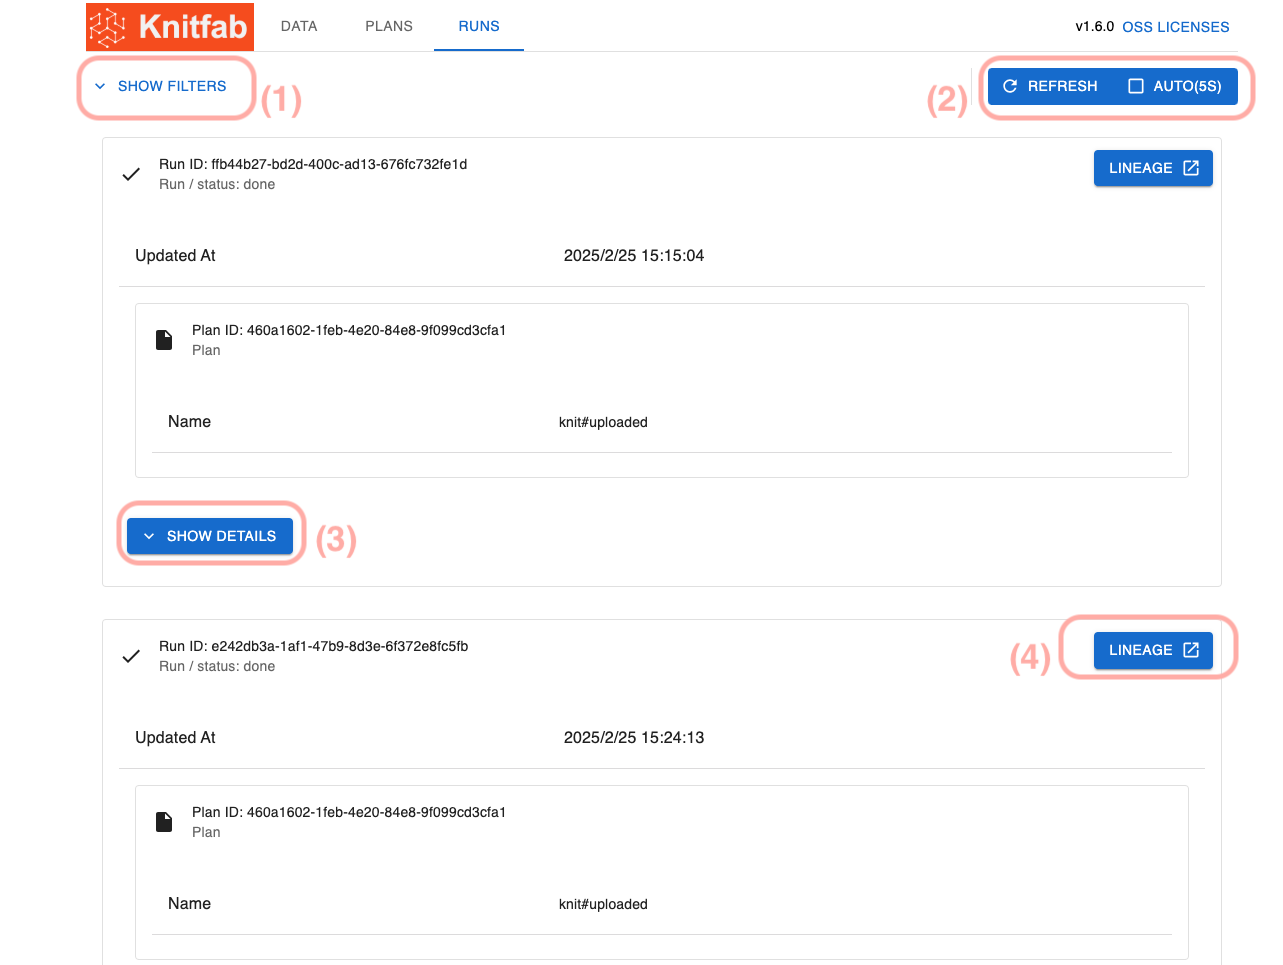 Knitfab DATA PLANS RUNS v1.6.0 OSS LICENSES
SHOW FILTERS (1) (2) REFRESH AUTO(5S)
Run ID: ffb44b27-bd2d-400c-ad13-676fc732fe1d LINEAGE
Run / status: done
Updated At 2025/2/25 15:15:04
Plan ID: 460a1602-1feb-4e20-84e8-9f099cd3cfa1
Plan
Name knit#uploaded
SHOW DETAILS (3)
Run ID: e242db3a-1af1-47b9-8d3e-6f372e8fc5fb (4) LINEAGE
Run / status: done
Updated At 2025/2/25 15:24:13
Plan ID: 460a1602-1feb-4e20-84e8-9f099cd3cfa1
Plan
Name knit#uploaded